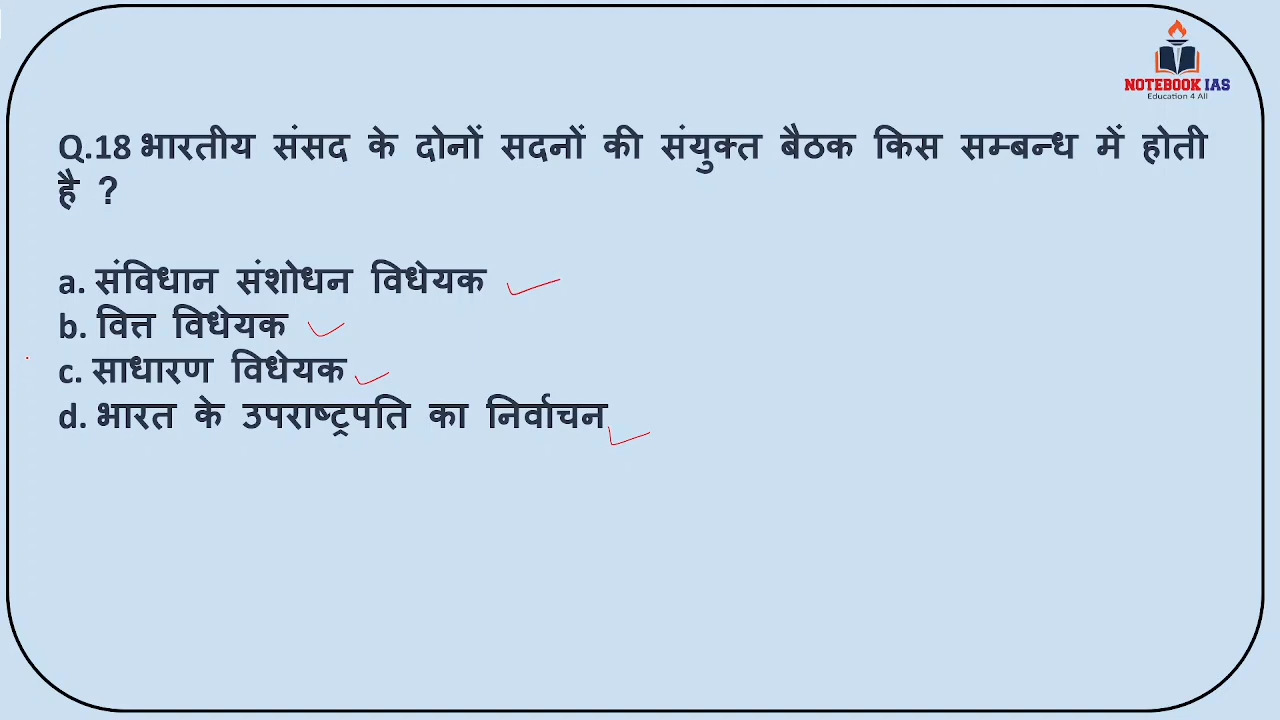 NOTEBOOK IAS
Education 4 All
Q.18 भारतीय संसद के दोनों सदनों की संयुक्त बैठक किस सम्बन्ध में होती
है ?
a. संविधान संशोधन विधेयक
b. वित्त विधेयक
c. साधारण विधेयक
d. भारत के उपराष्ट्रपति का निर्वाचन